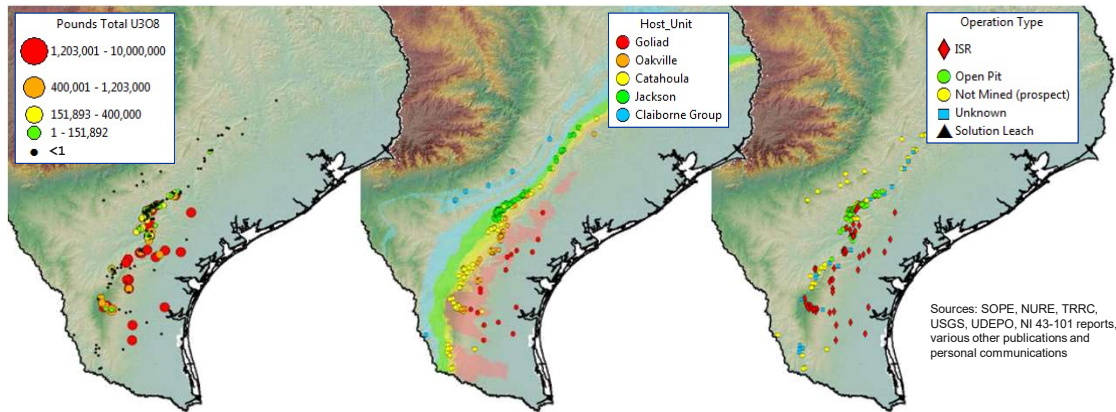 Pounds Total U3O8
1,203,001 - 10,000,000
400,001 - 1,203,000
151,893 - 400,000
1 - 151,892
<1
Host_Unit
Goliad
Oakville
Catahoula
Jackson
Claiborne Group
Operation Type
ISR
Open Pit
Not Mined (prospect)
Unknown
Solution Leach
Sources: SOPE, NURE, TRRC,
USGS, UDEPO, NI 43-101 reports,
various other publications and
personal communications